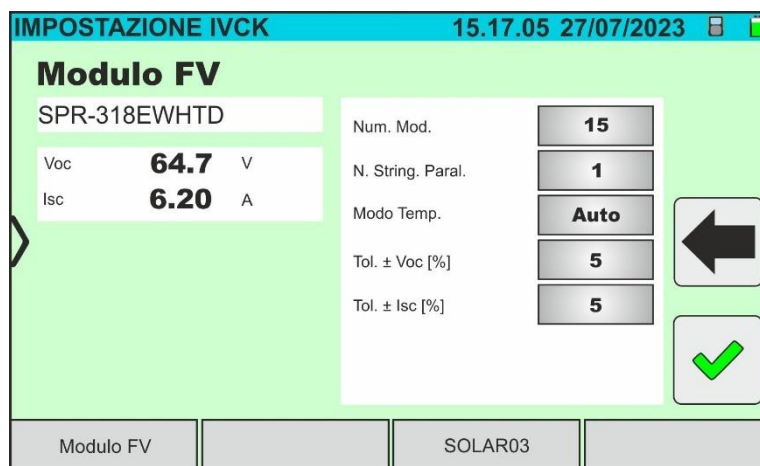 IMPOSTAZIONE IVCK 15.17.05 27/07/2023
Modulo FV
SPR-318EWHTD
Voc 64.7 V
Isc 6.20 A
Num. Mod. 15
N. String. Paral. 1
Modo Temp. Auto
Tol. ± Voc [%] 5
Tol. ± Isc [%] 5
Modulo FV SOLAR03